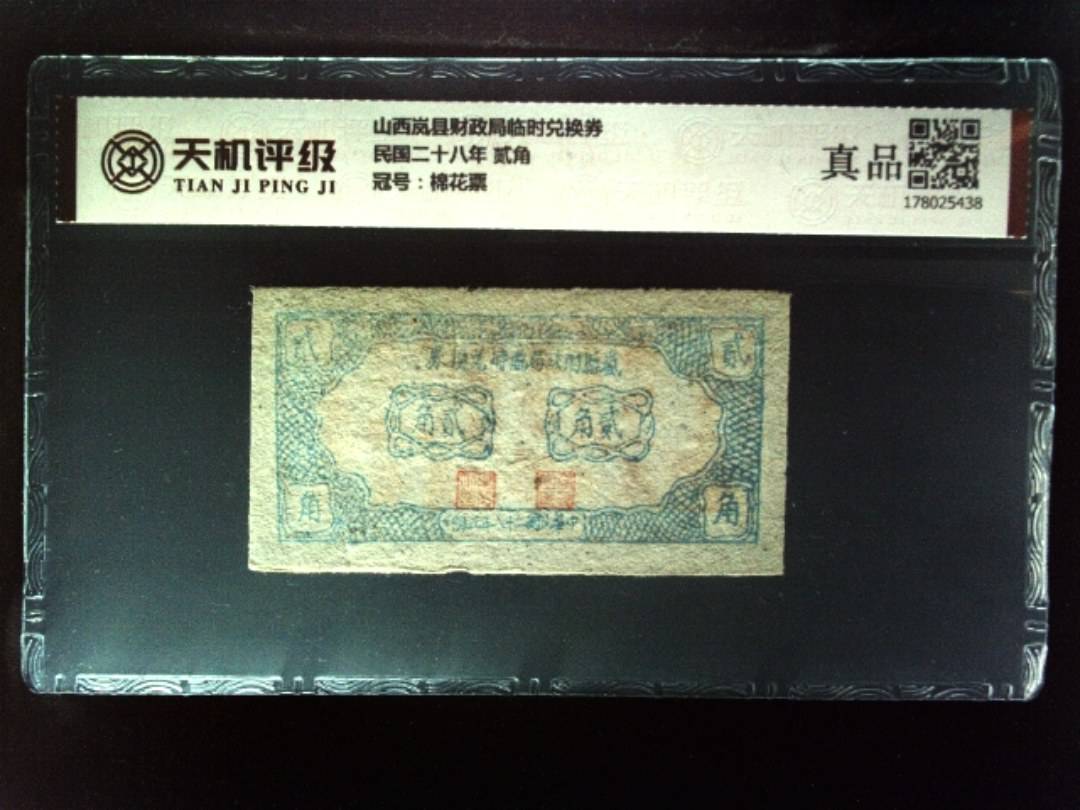 天机评级
TIAN JI PING JI
山西岚县财政局临时兑换券
民国二十八年 贰角
冠号：棉花票
真品
178025438
贰 贰
角贰 角贰
角 角